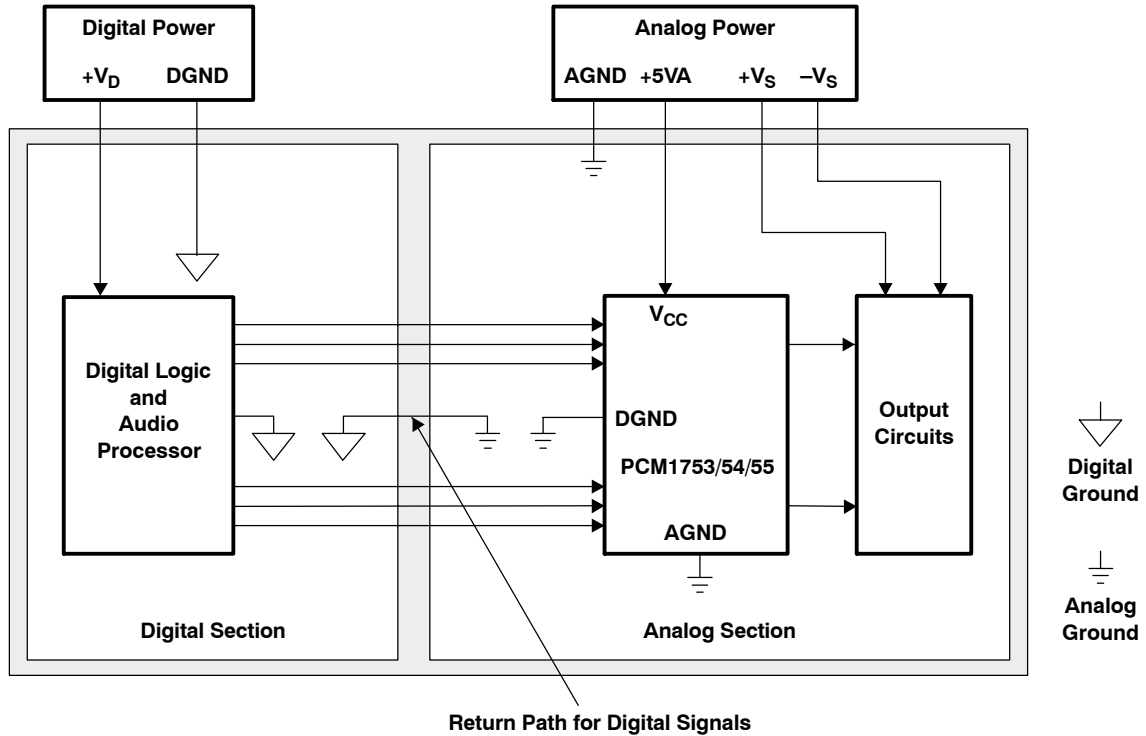 Digital Power
+VD DGND
Analog Power
AGND +5VA +VS –VS
Digital Logic
and
Audio
Processor
VCC
DGND
PCM1753/54/55
AGND
Output
Circuits
Digital
Ground
Analog
Ground
Digital Section
Analog Section
Return Path for Digital Signals